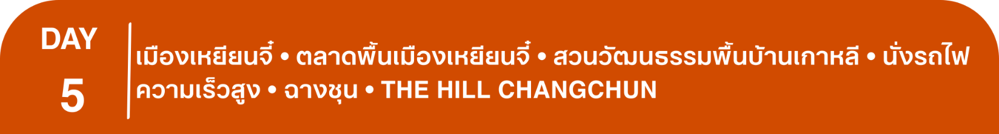 DAY
5
เมืองเหยียนจี๋ • ตลาดพื้นเมืองเหยียนจี๋ • สวนวัฒนธรรมพื้นบ้านเกาหลี • นั่งรถไฟ
ความเร็วสูง • ฉางชุน • THE HILL CHANGCHUN